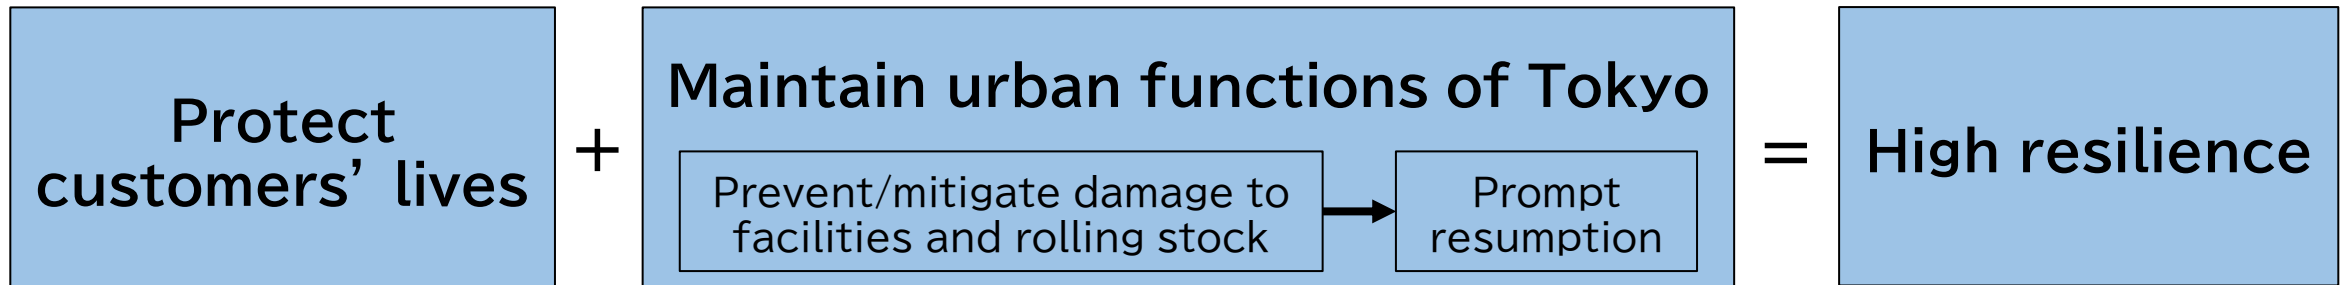 Protect
customers’ lives
+
Maintain urban functions of Tokyo
Prevent/mitigate damage to
facilities and rolling stock
Prompt
resumption
=
High resilience